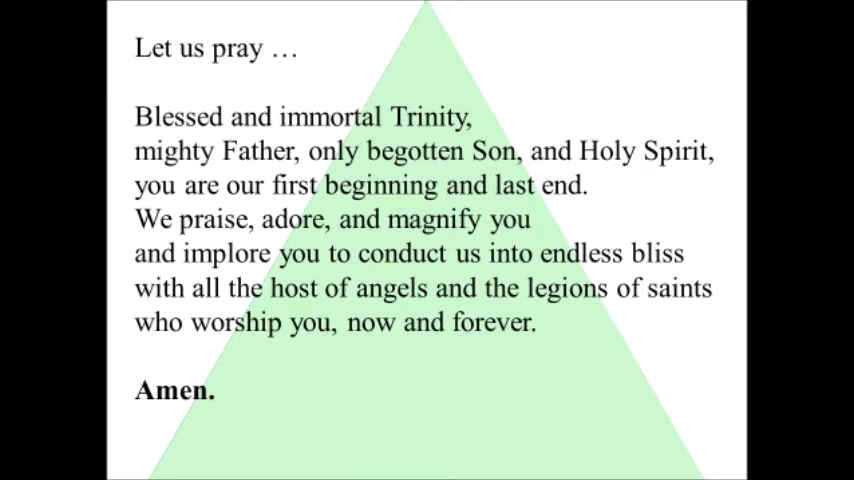 Let us pray …
Blessed and immortal Trinity,
mighty Father, only begotten Son, and Holy Spirit,
you are our first beginning and last end.
We praise, adore, and magnify you
and implore you to conduct us into endless bliss
with all the host of angels and the legions of saints
who worship you, now and forever.
Amen.